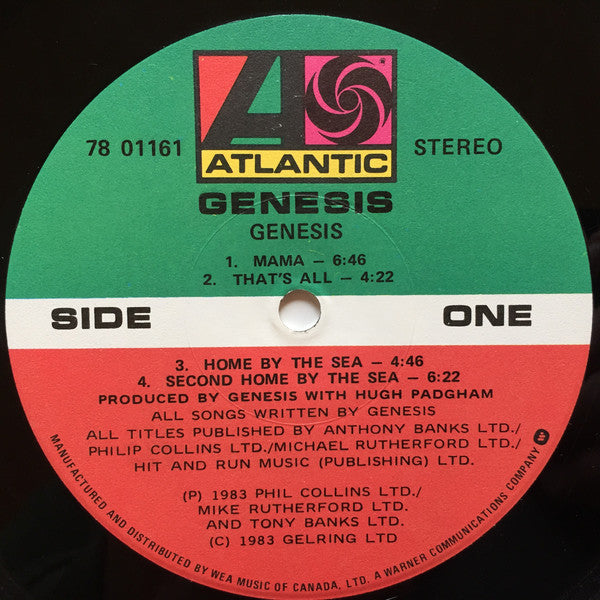 78 01161
ATLANTIC
STEREO
GENESIS
GENESIS
1. MAMA – 6:46
2. THAT'S ALL – 4:22
SIDE ONE
3. HOME BY THE SEA – 4:46
4. SECOND HOME BY THE SEA – 6:22
PRODUCED BY GENESIS WITH HUGH PADGHAM
ALL SONGS WRITTEN BY GENESIS
ALL TITLES PUBLISHED BY ANTHONY BANKS LTD./
PHILIP COLLINS LTD./MICHAEL RUTHERFORD LTD./
HIT AND RUN MUSIC (PUBLISHING) LTD.
(P) 1983 PHIL COLLINS LTD./
MIKE RUTHERFORD LTD.
AND TONY BANKS LTD.
(C) 1983 GELRING LTD
MANUFACTURED AND DISTRIBUTED BY WEA MUSIC OF CANADA, LTD. A WARNER COMMUNICATIONS COMPANY